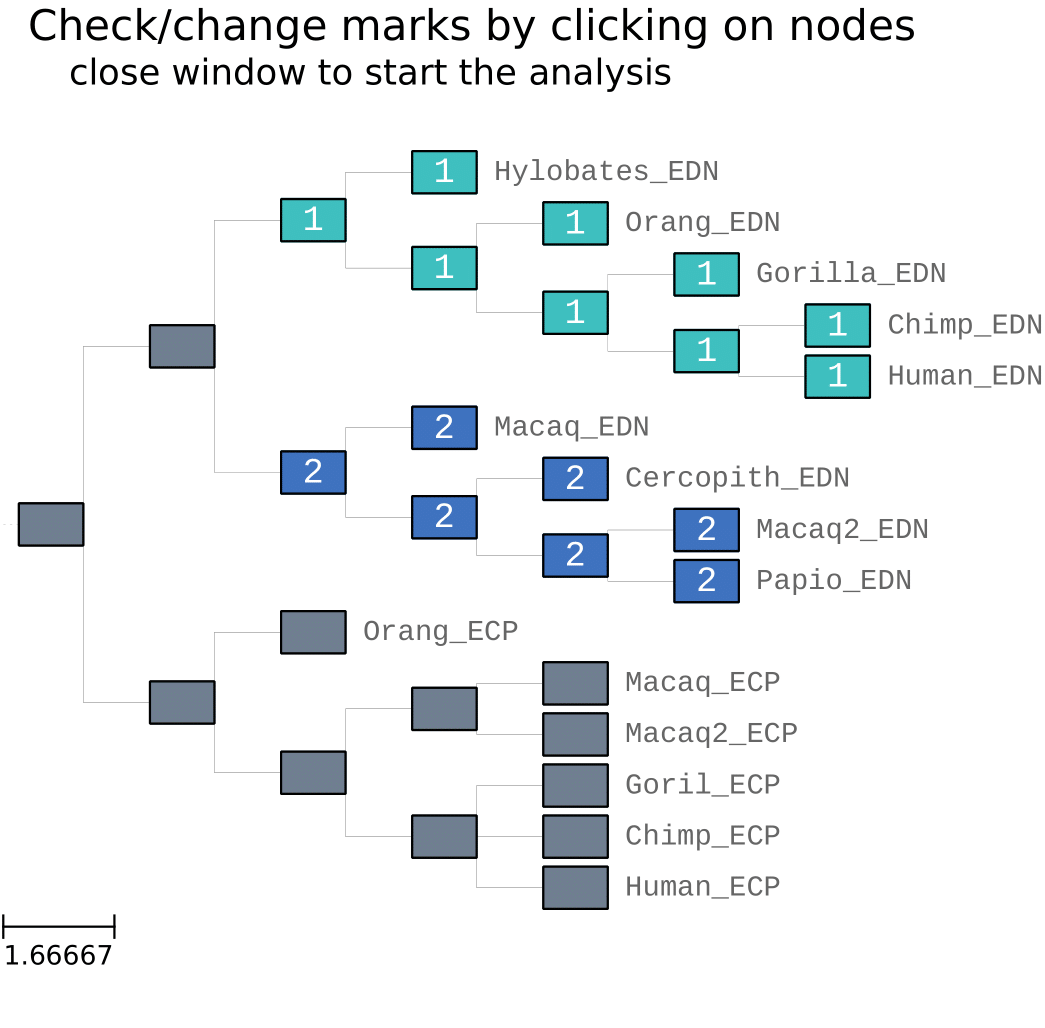 Check/change marks by clicking on nodes
close window to start the analysis
1 Hylobates_EDN
1
1 Orang_EDN
1
1 Gorilla_EDN
1
1 Chimp_EDN
1
1 Human_EDN
2 Macaq_EDN
2
2 Cercopith_EDN
2
2 Macaq2_EDN
2
2 Papio_EDN
Orang_ECP
Macaq_ECP
Macaq2_ECP
Goril_ECP
Chimp_ECP
Human_ECP
1.66667